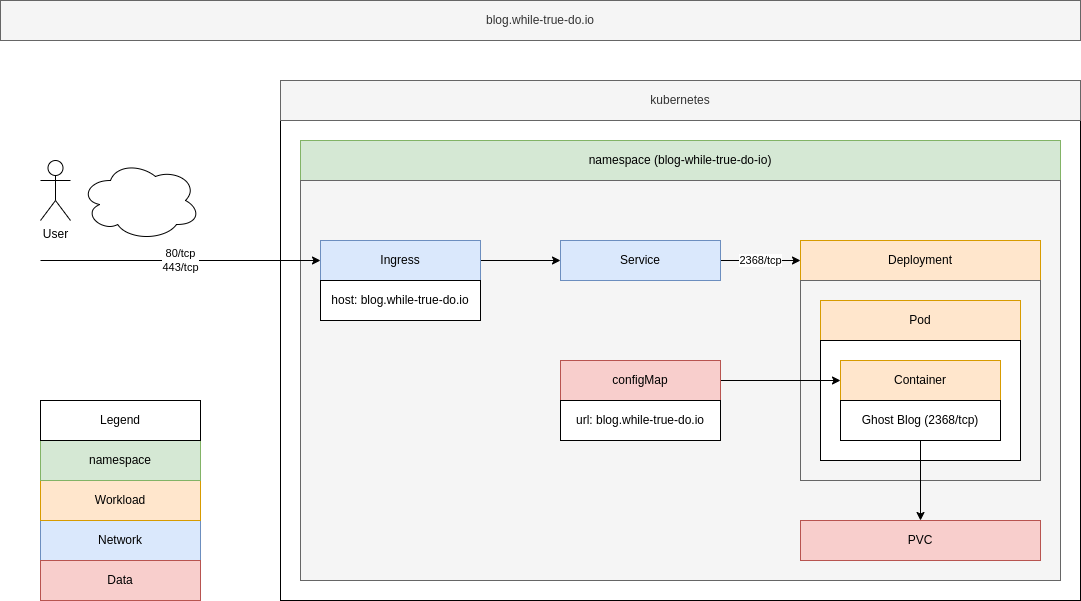 blog.while-true-do.io
kubernetes
namespace (blog-while-true-do-io)
User
80/tcp
443/tcp
Ingress
host: blog.while-true-do.io
Service
2368/tcp
Deployment
Pod
configMap
url: blog.while-true-do.io
Container
Ghost Blog (2368/tcp)
PVC
Legend
namespace
Workload
Network
Data